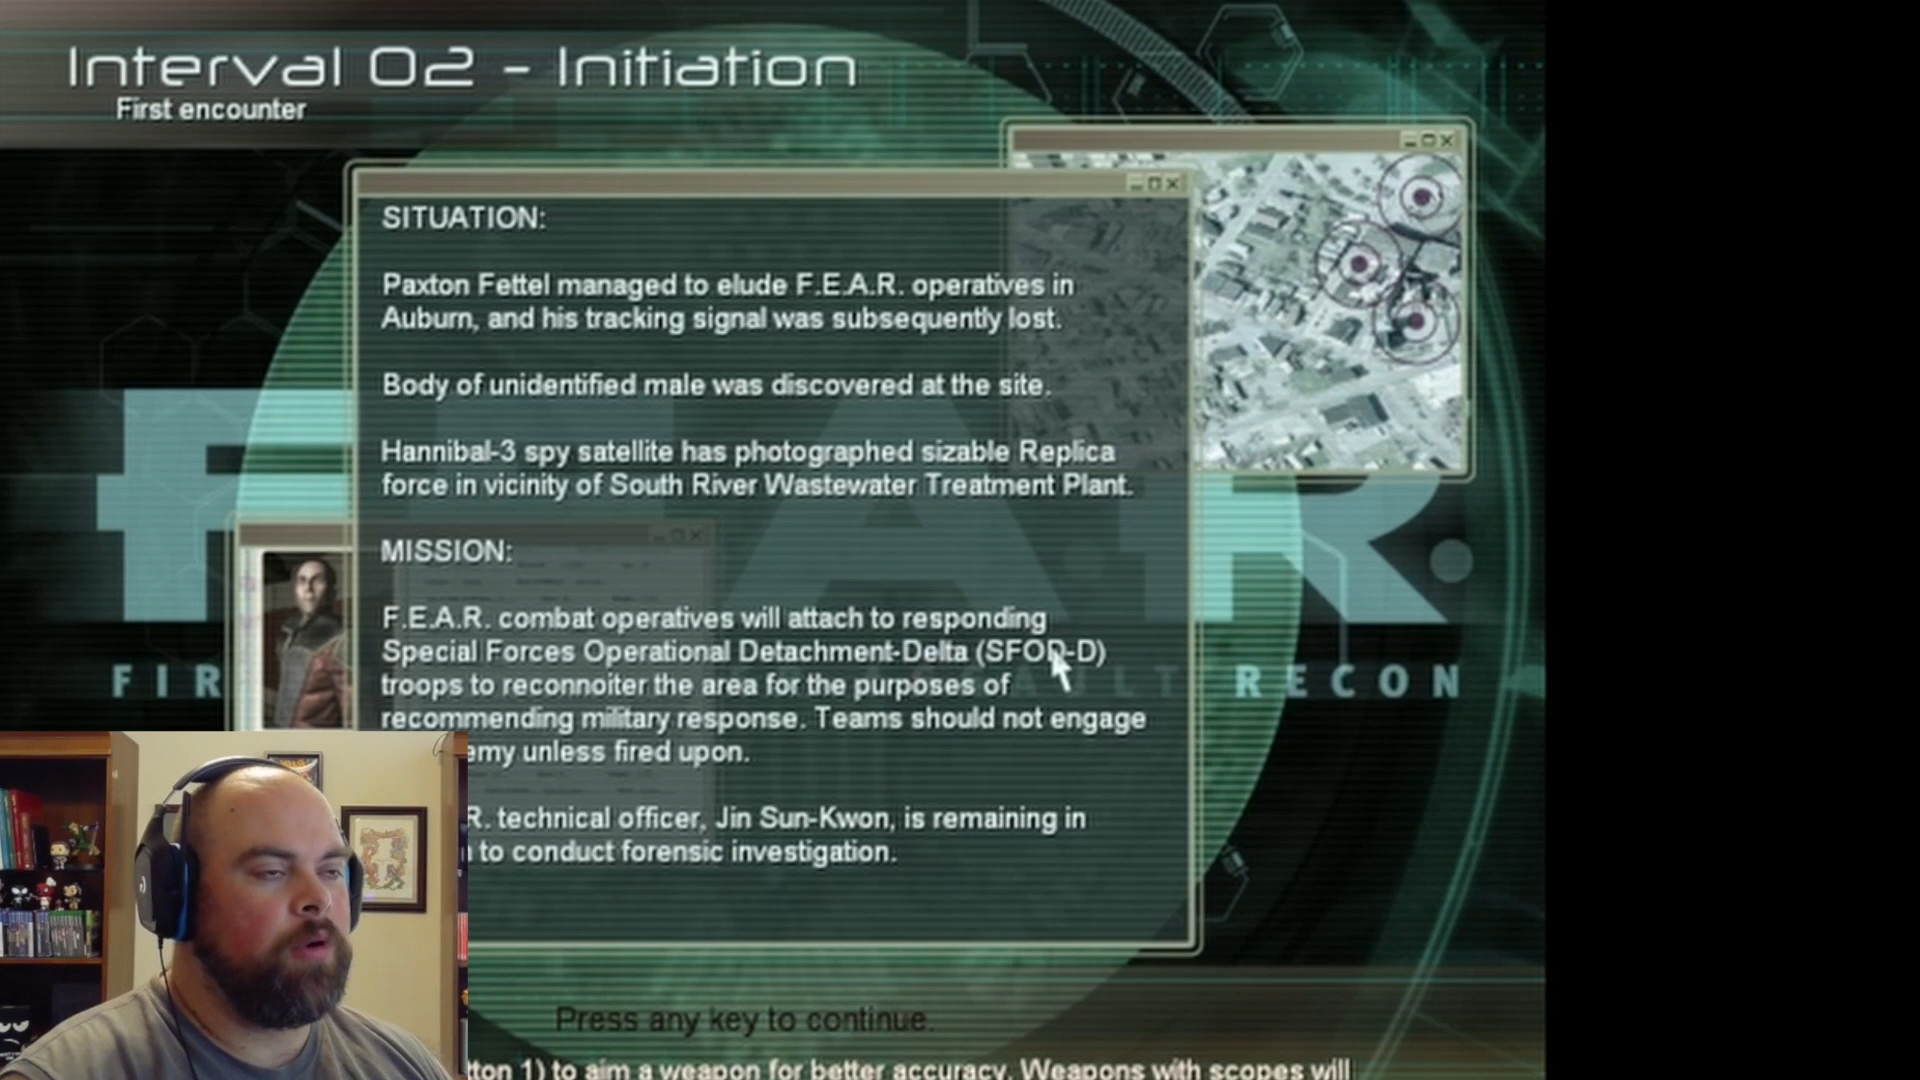 Interval 02 - Initiation
First encounter
SITUATION:
Paxton Fettel managed to elude F.E.A.R. operatives in
Auburn, and his tracking signal was subsequently lost.
Body of unidentified male was discovered at the site.
Hannibal-3 spy satellite has photographed sizable Replica
force in vicinity of South River Wastewater Treatment Plant.
MISSION:
F.E.A.R. combat operatives will attach to responding
Special Forces Operational Detachment-Delta (SFOD-D)
troops to reconnoiter the area for the purposes of
recommending military response. Teams should not engage
emy unless fired upon.
R. technical officer, Jin Sun-Kwon, is remaining in
to conduct forensic investigation.
FIR RECON
Press any key to continue.
tton 1) to aim a weapon for better accuracy. Weapons with scopes will